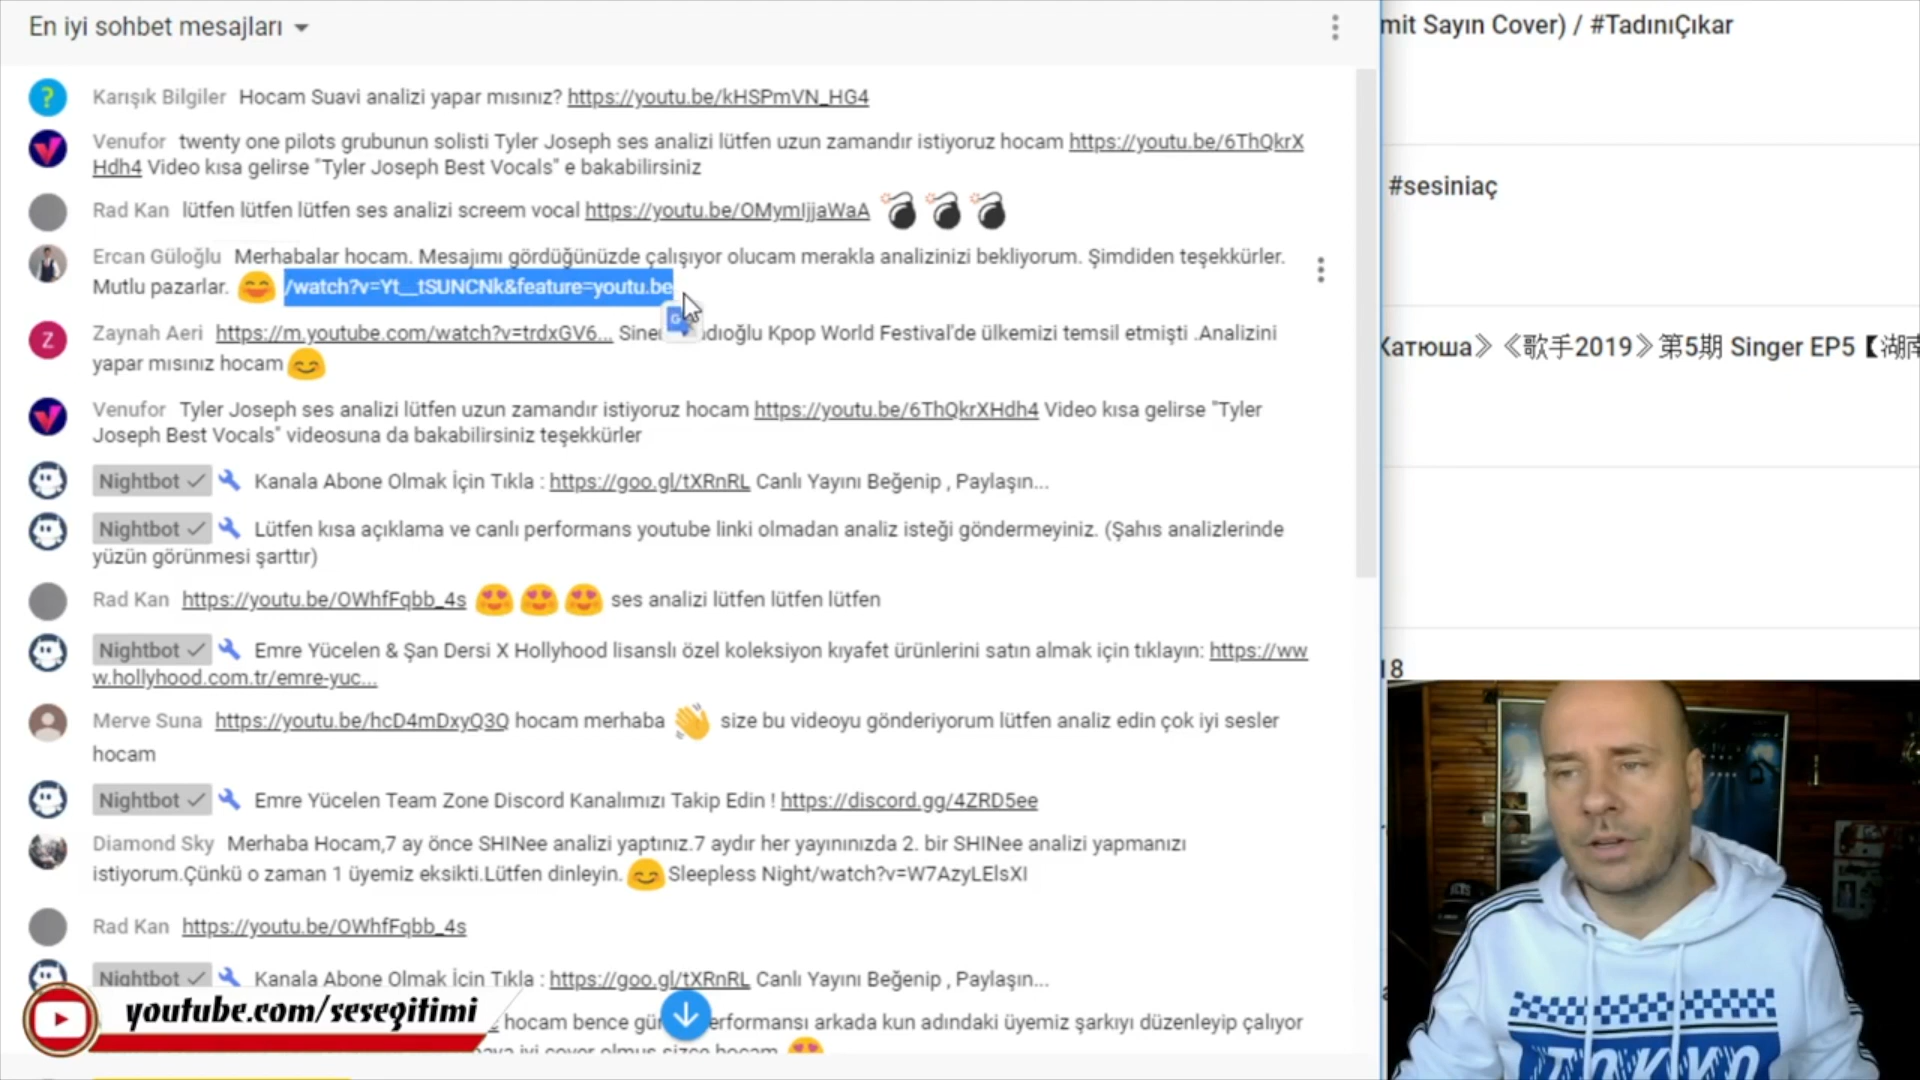 En iyi sohbet mesajları
mit Sayın Cover) / #TadınıÇıkar
Karışık Bilgiler Hocam Suavi analizi yapar mısınız? https://youtu.be/kHSPmVN_HG4
Venufor twenty one pilots grubunun solisti Tyler Joseph ses analizi lütfen uzun zamandır istiyoruz hocam https://youtu.be/6ThQkrX
Hdh4 Video kısa gelirse "Tyler Joseph Best Vocals" e bakabilirsiniz
#sesiniaç
Rad Kan lütfen lütfen lütfen ses analizi screem vocal https://youtu.be/OMymIjjaWaA
Ercan Güloğlu Merhabalar hocam. Mesajımı gördüğünüzde çalışıyor olucam merakla analizinizi bekliyorum. Şimdiden teşekkürler.
Mutlu pazarlar. /watch?v=Yt__tSUNCNk&feature=youtu.be
Zaynah Aeri https://m.youtube.com/watch?v=trdxGV6... Sine dıoğlu Kpop World Festival'de ülkemizi temsil etmişti .Analizini
yapar mısınız hocam
Катюша》《歌手2019》第5期 Singer EP5【湖南
Venufor Tyler Joseph ses analizi lütfen uzun zamandır istiyoruz hocam https://youtu.be/6ThQkrXHdh4 Video kısa gelirse "Tyler
Joseph Best Vocals" videosuna da bakabilirsiniz teşekkürler
Nightbot Kanala Abone Olmak İçin Tıkla : https://goo.gl/tXRnRL Canlı Yayını Beğenip , Paylaşın...
Nightbot Lütfen kısa açıklama ve canlı performans youtube linki olmadan analiz isteği göndermeyiniz. (Şahıs analizlerinde
yüzün görünmesi şarttır)
Rad Kan https://youtu.be/OWhfFqbb_4s ses analizi lütfen lütfen lütfen
Nightbot Emre Yücelen & Şan Dersi X Hollyhood lisanslı özel koleksiyon kıyafet ürünlerini satın almak için tıklayın: https://ww
w.hollyhood.com.tr/emre-yuc...
18
Merve Suna https://youtu.be/hcD4mDxyQ3Q hocam merhaba size bu videoyu gönderiyorum lütfen analiz edin çok iyi sesler
hocam
Nightbot Emre Yücelen Team Zone Discord Kanalımızı Takip Edin ! https://discord.gg/4ZRD5ee
Diamond Sky Merhaba Hocam,7 ay önce SHINee analizi yaptınız.7 aydır her yayınınızda 2. bir SHINee analizi yapmanızı
istiyorum.Çünkü o zaman 1 üyemiz eksikti.Lütfen dinleyin. Sleepless Night/watch?v=W7AzyLElsXI
Rad Kan https://youtu.be/OWhfFqbb_4s
Nightbot Kanala Abone Olmak İçin Tıkla : https://goo.gl/tXRnRL Canlı Yayını Beğenip , Paylaşın...
youtube.com/sesegitimi
hocam bence gü erformansı arkada kun adındaki üyemiz şarkıyı düzenleyip çalıyor
iyi cover olmuş sizce hocam
TOKYO